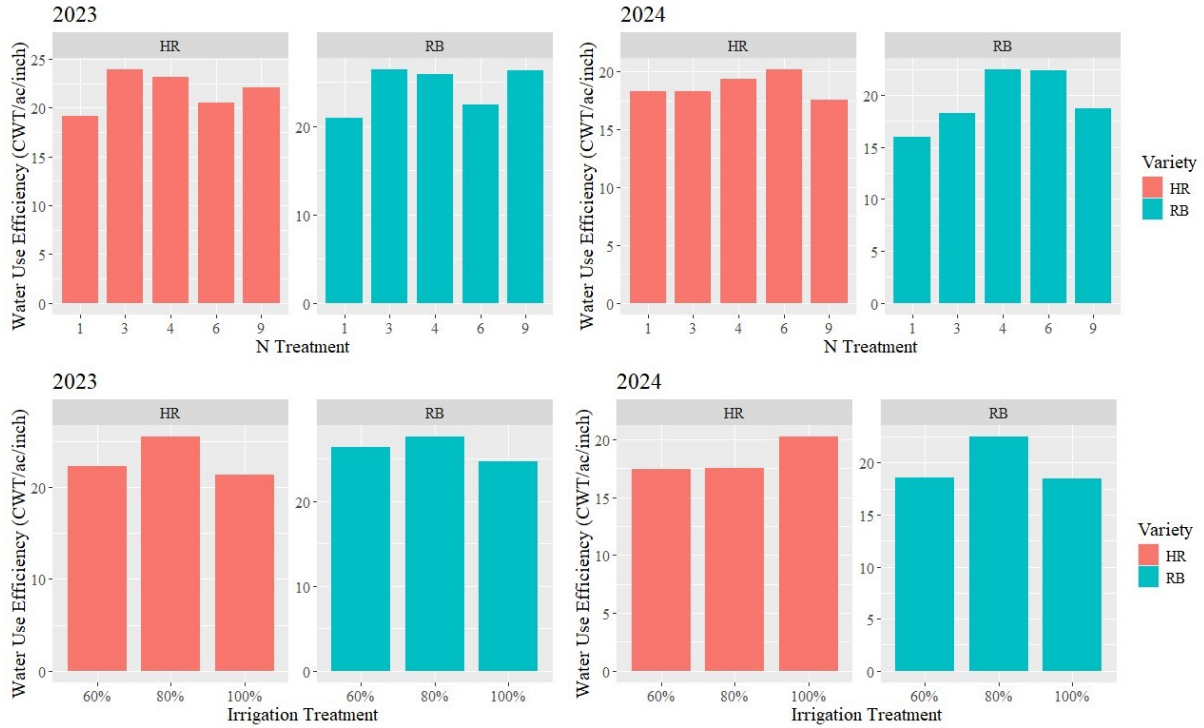 2023
HR
RB
Water Use Efficiency (CWT/ac/inch)
25
20
15
10
5
0
20
10
0
1 3 4 6 9
1 3 4 6 9
N Treatment
2024
HR
RB
Water Use Efficiency (CWT/ac/inch)
20
15
10
5
0
20
15
10
5
0
1 3 4 6 9
1 3 4 6 9
N Treatment
Variety
HR
RB
2023
HR
RB
Water Use Efficiency (CWT/ac/inch)
20
10
0
20
10
0
60% 80% 100%
60% 80% 100%
Irrigation Treatment
2024
HR
RB
Water Use Efficiency (CWT/ac/inch)
20
15
10
5
0
20
15
10
5
0
60% 80% 100%
60% 80% 100%
Irrigation Treatment
Variety
HR
RB